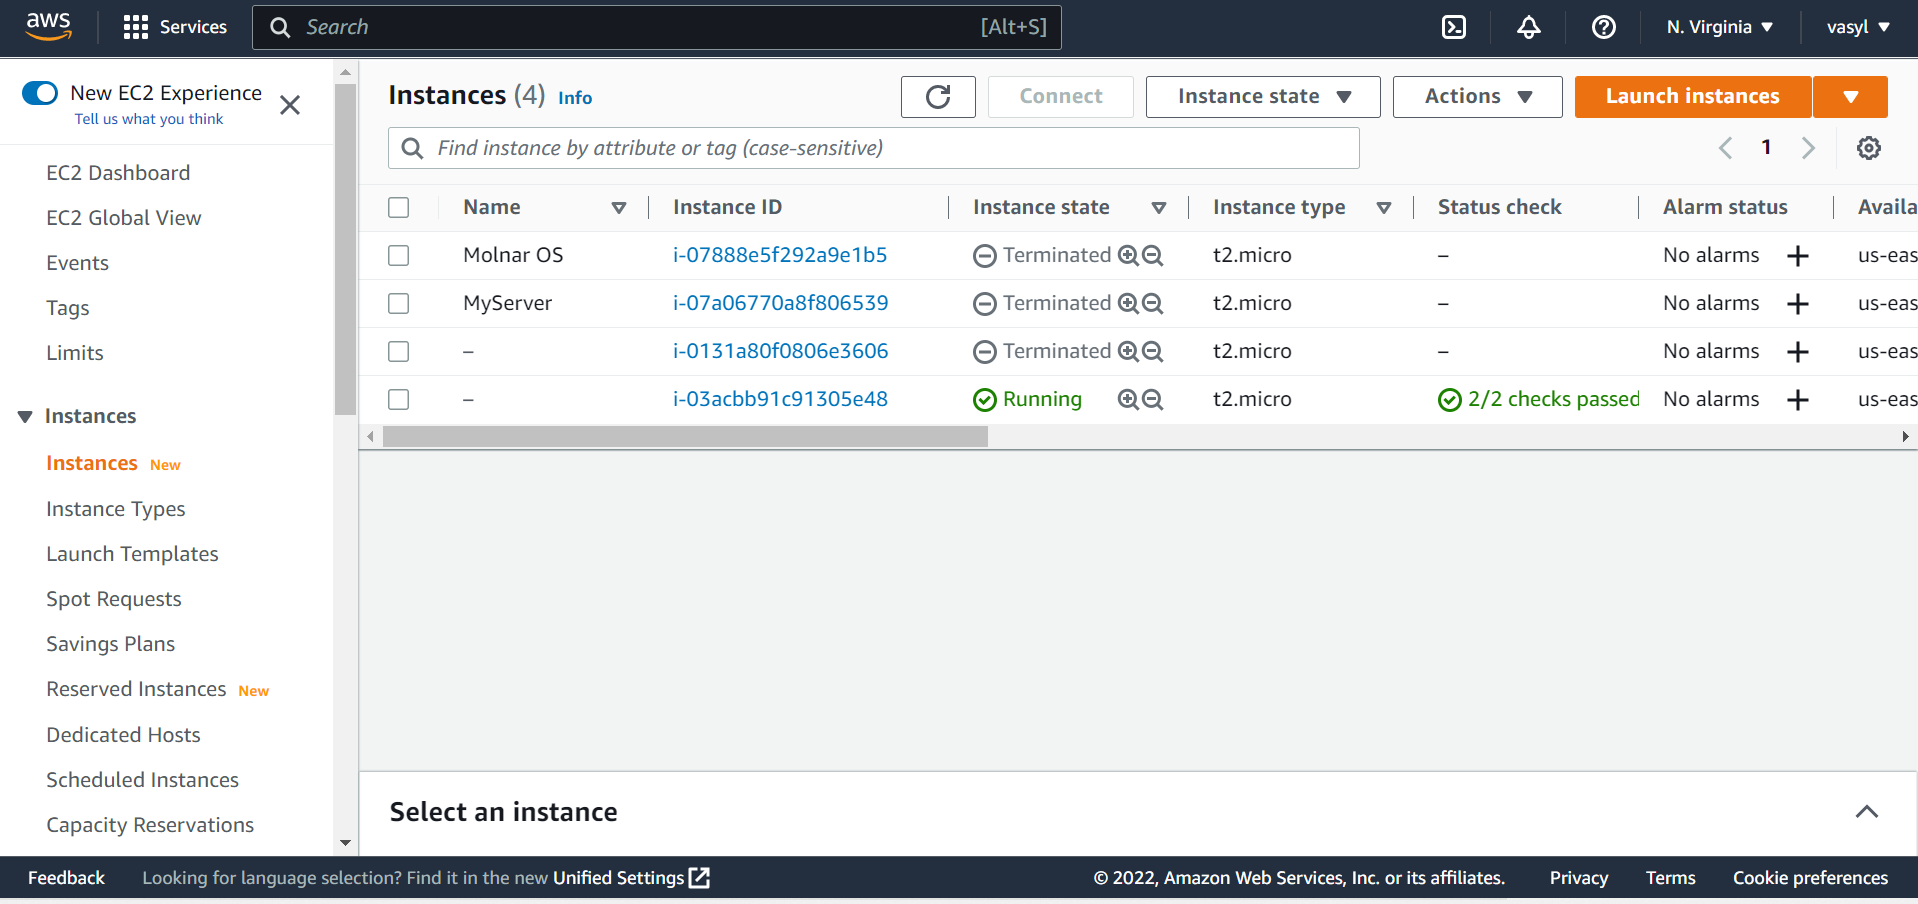 aws Services Search [Alt+S] N. Virginia vasyl
New EC2 Experience
Tell us what you think
EC2 Dashboard
EC2 Global View
Events
Tags
Limits
Instances
Instances New
Instance Types
Launch Templates
Spot Requests
Savings Plans
Reserved Instances New
Dedicated Hosts
Scheduled Instances
Capacity Reservations
Instances (4) Info Connect Instance state Actions Launch instances
Find instance by attribute or tag (case-sensitive) 1
Name Instance ID Instance state Instance type Status check Alarm status Availa
Molnar OS i-07888e5f292a9e1b5 Terminated t2.micro – No alarms us-eas
MyServer i-07a06770a8f806539 Terminated t2.micro – No alarms us-eas
– i-0131a80f0806e3606 Terminated t2.micro – No alarms us-eas
– i-03acbb91c91305e48 Running t2.micro 2/2 checks passed No alarms us-eas
Select an instance
Feedback Looking for language selection? Find it in the new Unified Settings © 2022, Amazon Web Services, Inc. or its affiliates. Privacy Terms Cookie preferences